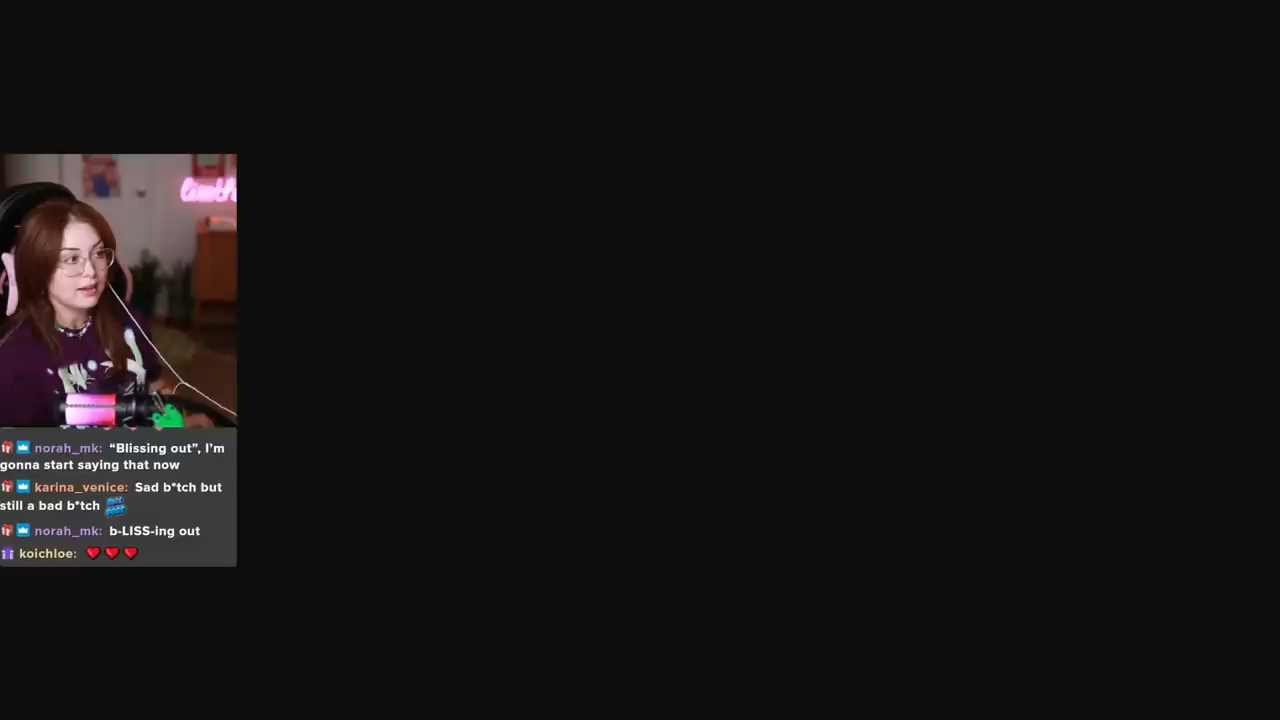 norah_mk: “Blissing out”, I’m
gonna start saying that now
karina_venice: Sad b*tch but
still a bad b*tch
norah_mk: b-LISS-ing out
koichloe: